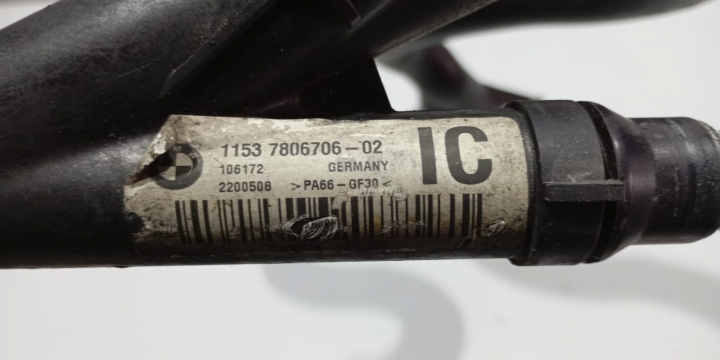 1153 7806706-02
106172 GERMANY
2200508 >PA66-GF30<
IC